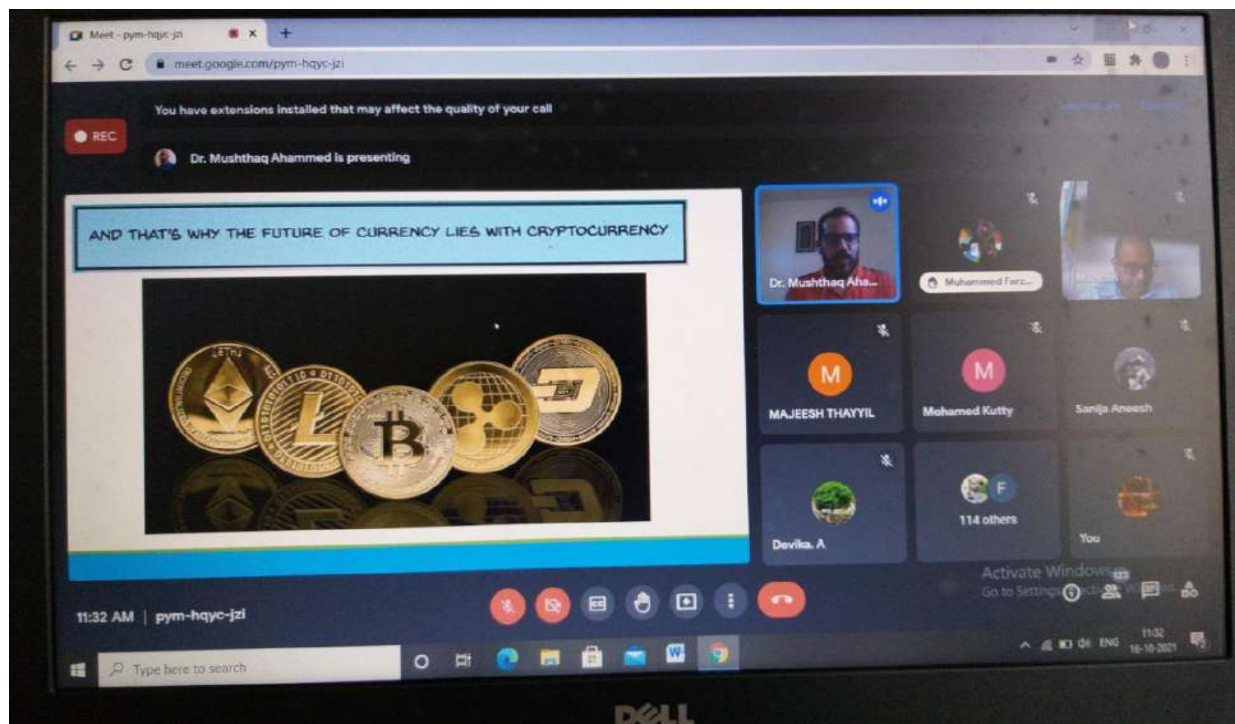 Meet - pym-hqyc-jzi
meet.google.com/pym-hqyc-jzi
You have extensions installed that may affect the quality of your call
REC
Dr. Mushthaq Ahammed is presenting
AND THAT'S WHY THE FUTURE OF CURRENCY LIES WITH CRYPTOCURRENCY
B
Dr. Mushthaq Aha...
Muhammed Farz...
M
MAJEESH THAYYIL
M
Mohamed Kutty
Sanija Aneesh
Devika. A
F
114 others
You
Activate Windows
Go to Settings
123
11:32 AM | pym-hqyc-jzi
Type here to search
ENG
11:32
16-10-2021
DELL